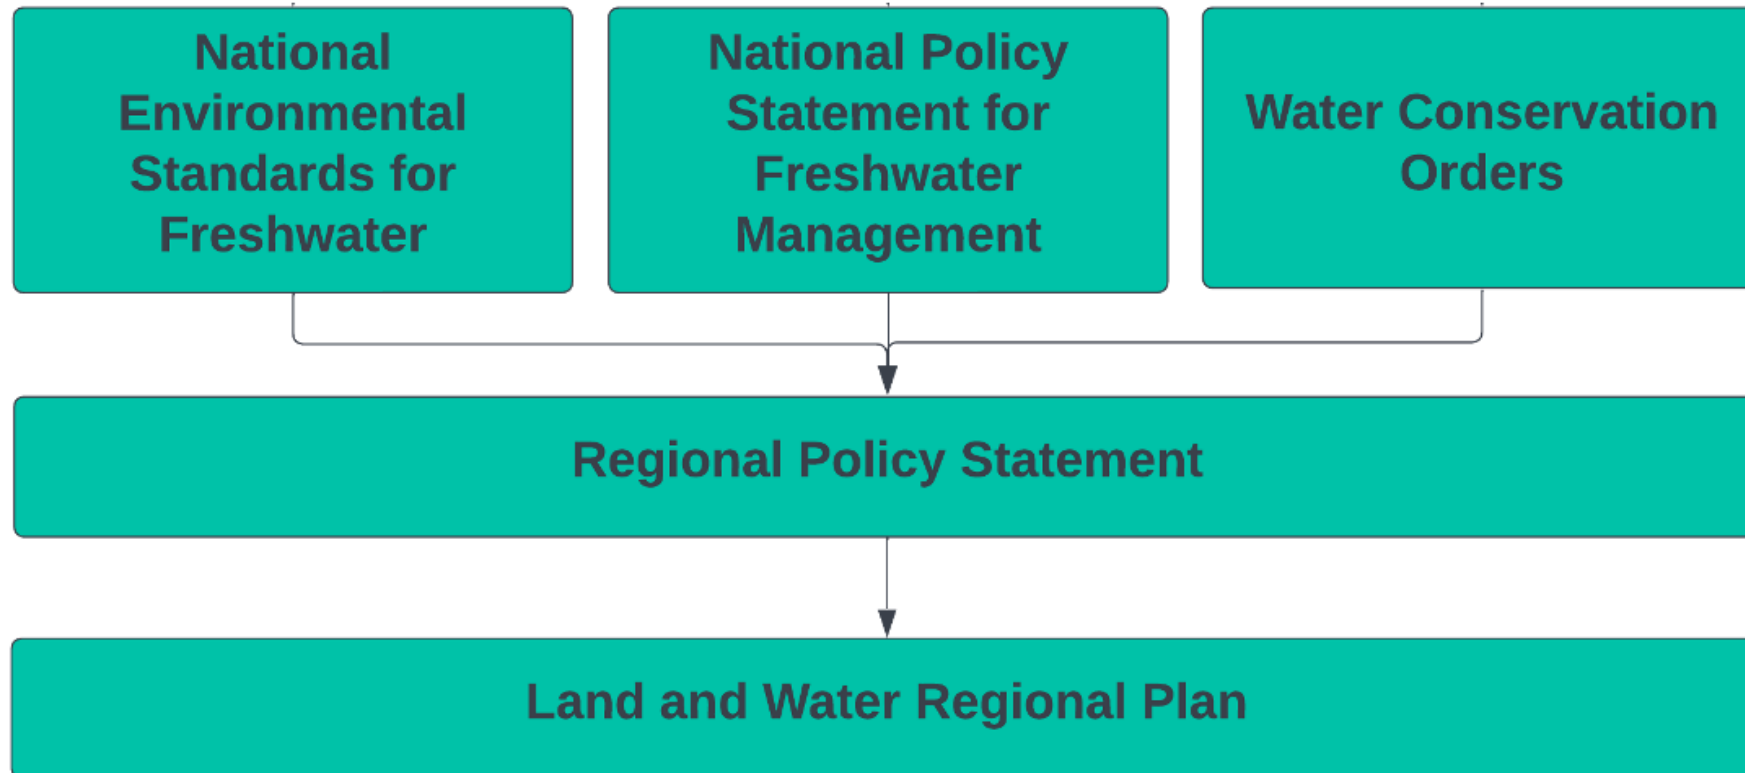 National
Environmental
Standards for
Freshwater
National Policy
Statement for
Freshwater
Management
Water Conservation
Orders
Regional Policy Statement
Land and Water Regional Plan